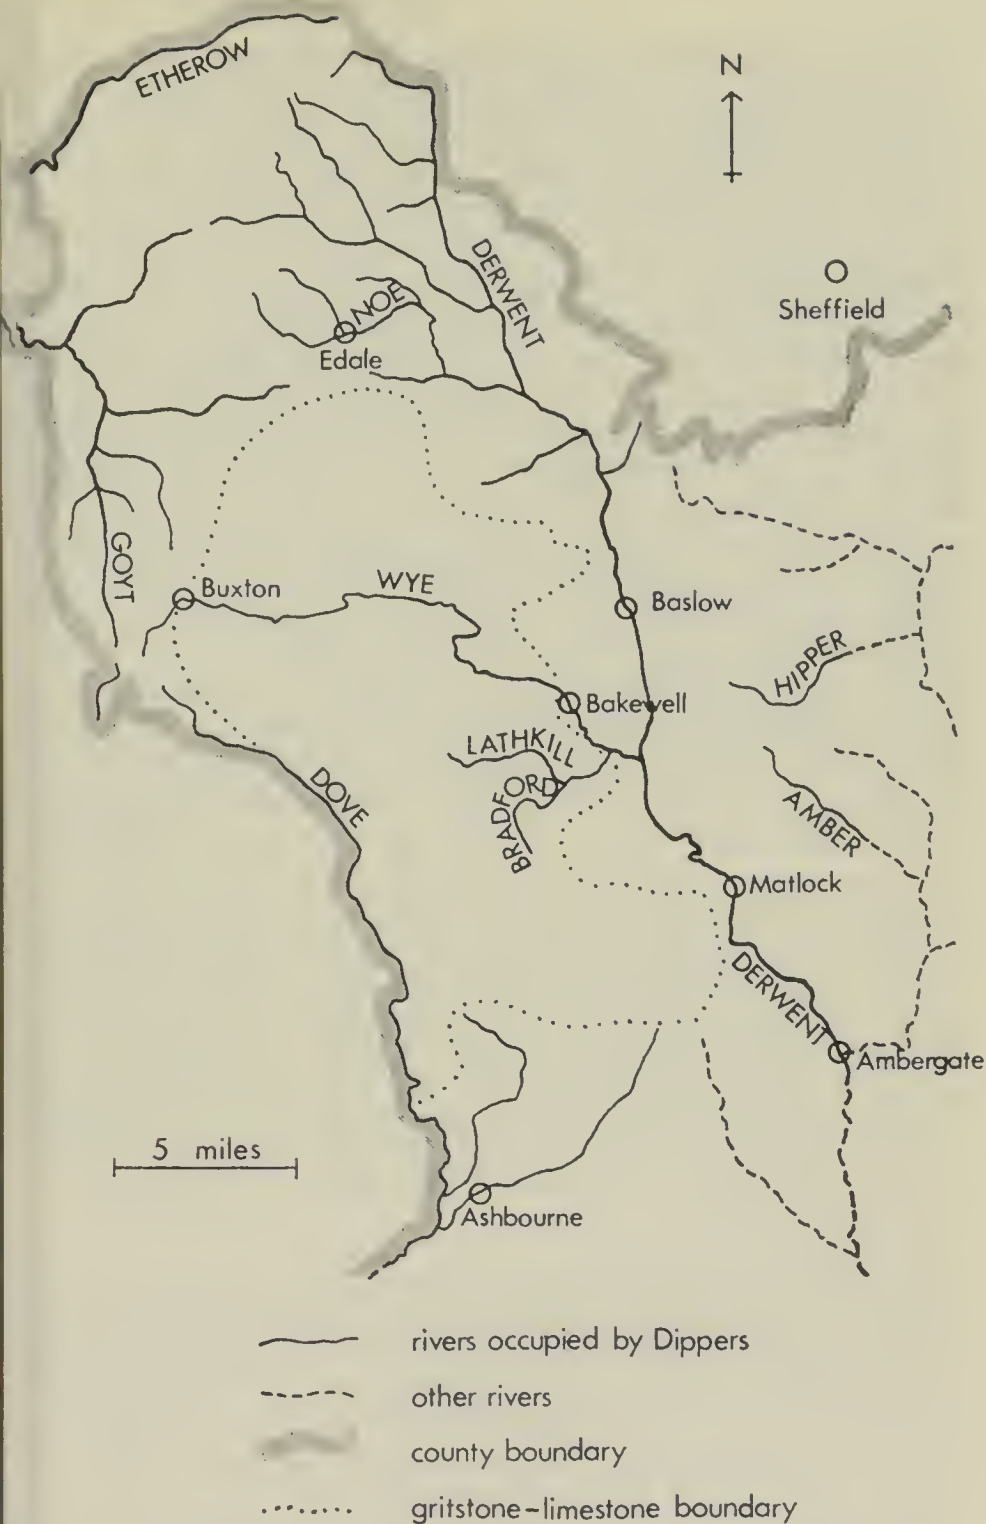 ETHEROW
N
DERWENT
Sheffield
NOE
Edale
GOYT
Buxton
WYE
Baslow
HIPPER
Bakewell
LATHKILL
BRADFORD
DOVE
AMBER
Matlock
DERWENT
Ambergate
5 miles
Ashbourne
rivers occupied by Dippers
other rivers
county boundary
gritstone-limestone boundary